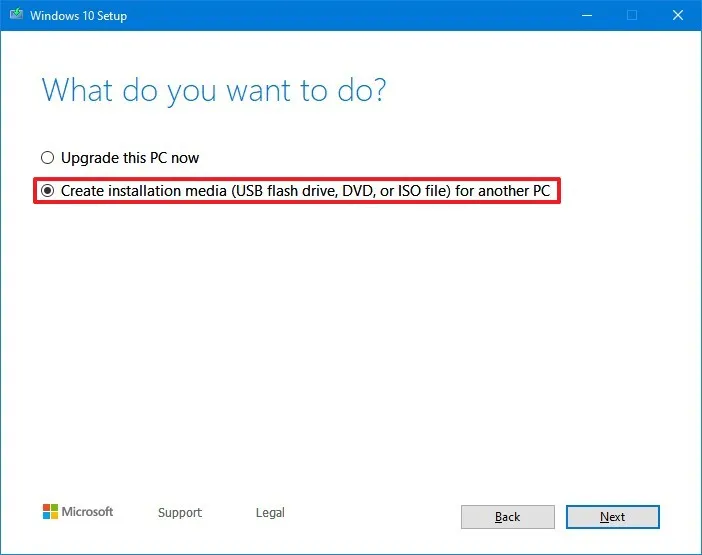 Windows 10 Setup
What do you want to do?
Upgrade this PC now
Create installation media (USB flash drive, DVD, or ISO file) for another PC
Microsoft Support Legal Back Next